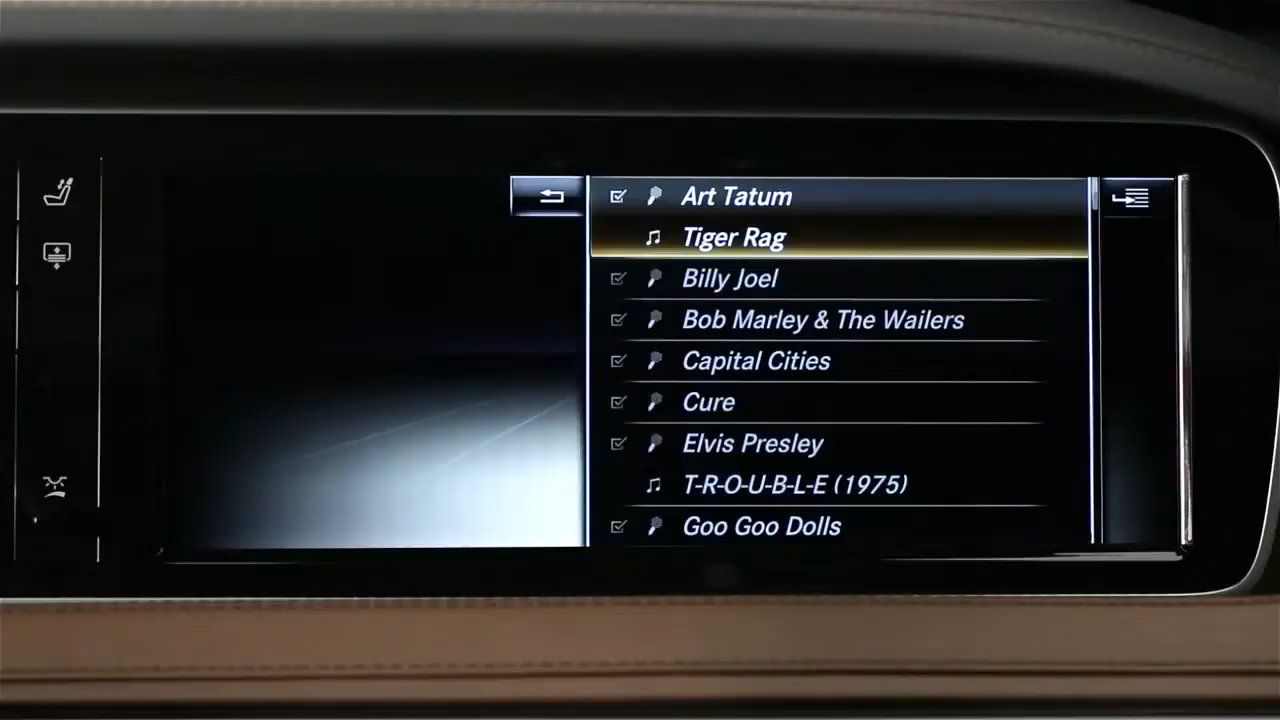 Art Tatum
Tiger Rag
Billy Joel
Bob Marley & The Wailers
Capital Cities
Cure
Elvis Presley
T-R-O-U-B-L-E (1975)
Goo Goo Dolls